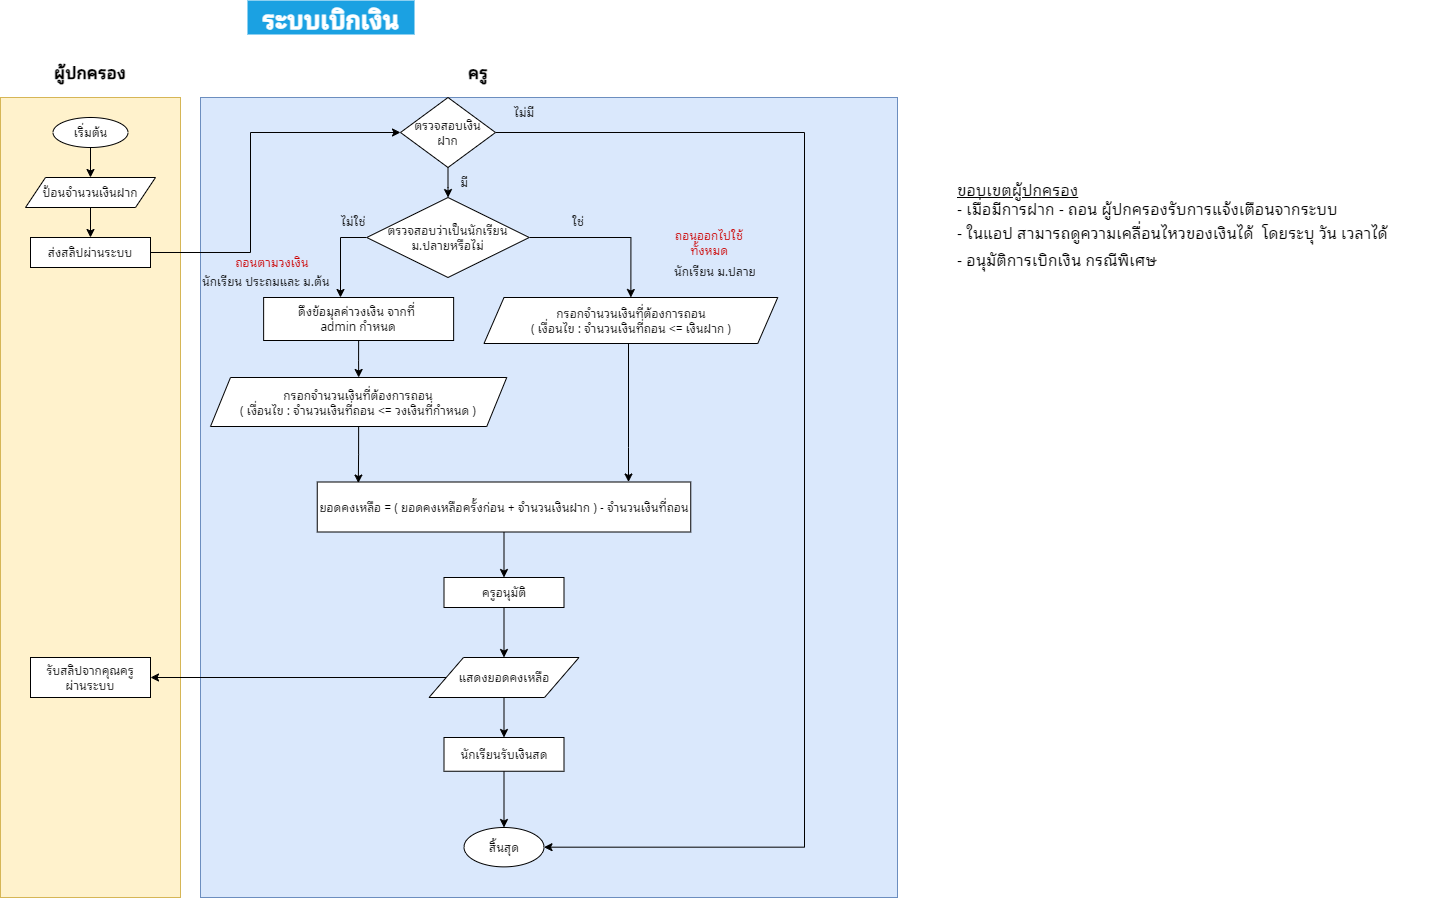 ระบบเบิกเงิน
ผู้ปกครอง
ครู
เริ่มต้น
ป้อนจำนวนเงินฝาก
ส่งสลิปผ่านระบบ
ตรวจสอบเงิน
ฝาก
ไม่มี
มี
ตรวจสอบว่าเป็นนักเรียน
ม.ปลายหรือไม่
ไม่ใช่
ใช่
ถอนตามวงเงิน
นักเรียน ประถมและ ม.ต้น
ถอนออกไปใช้
ทั้งหมด
นักเรียน ม.ปลาย
ดึงข้อมูลค่าวงเงิน จากที่
admin กำหนด
กรอกจำนวนเงินที่ต้องการถอน
( เงื่อนไข : จำนวนเงินที่ถอน <= เงินฝาก )
กรอกจำนวนเงินที่ต้องการถอน
( เงื่อนไข : จำนวนเงินที่ถอน <= วงเงินที่กำหนด )
ยอดคงเหลือ = ( ยอดคงเหลือครั้งก่อน + จำนวนเงินฝาก ) - จำนวนเงินที่ถอน
ครูอนุมัติ
แสดงยอดคงเหลือ
รับสลิปจากคุณครู
ผ่านระบบ
นักเรียนรับเงินสด
สิ้นสุด
ขอบเขตผู้ปกครอง
- เมื่อมีการฝาก - ถอน ผู้ปกครองรับการแจ้งเตือนจากระบบ
- ในแอป สามารถดูความเคลื่อนไหวของเงินได้ โดยระบุ วัน เวลาได้
- อนุมัติการเบิกเงิน กรณีพิเศษ